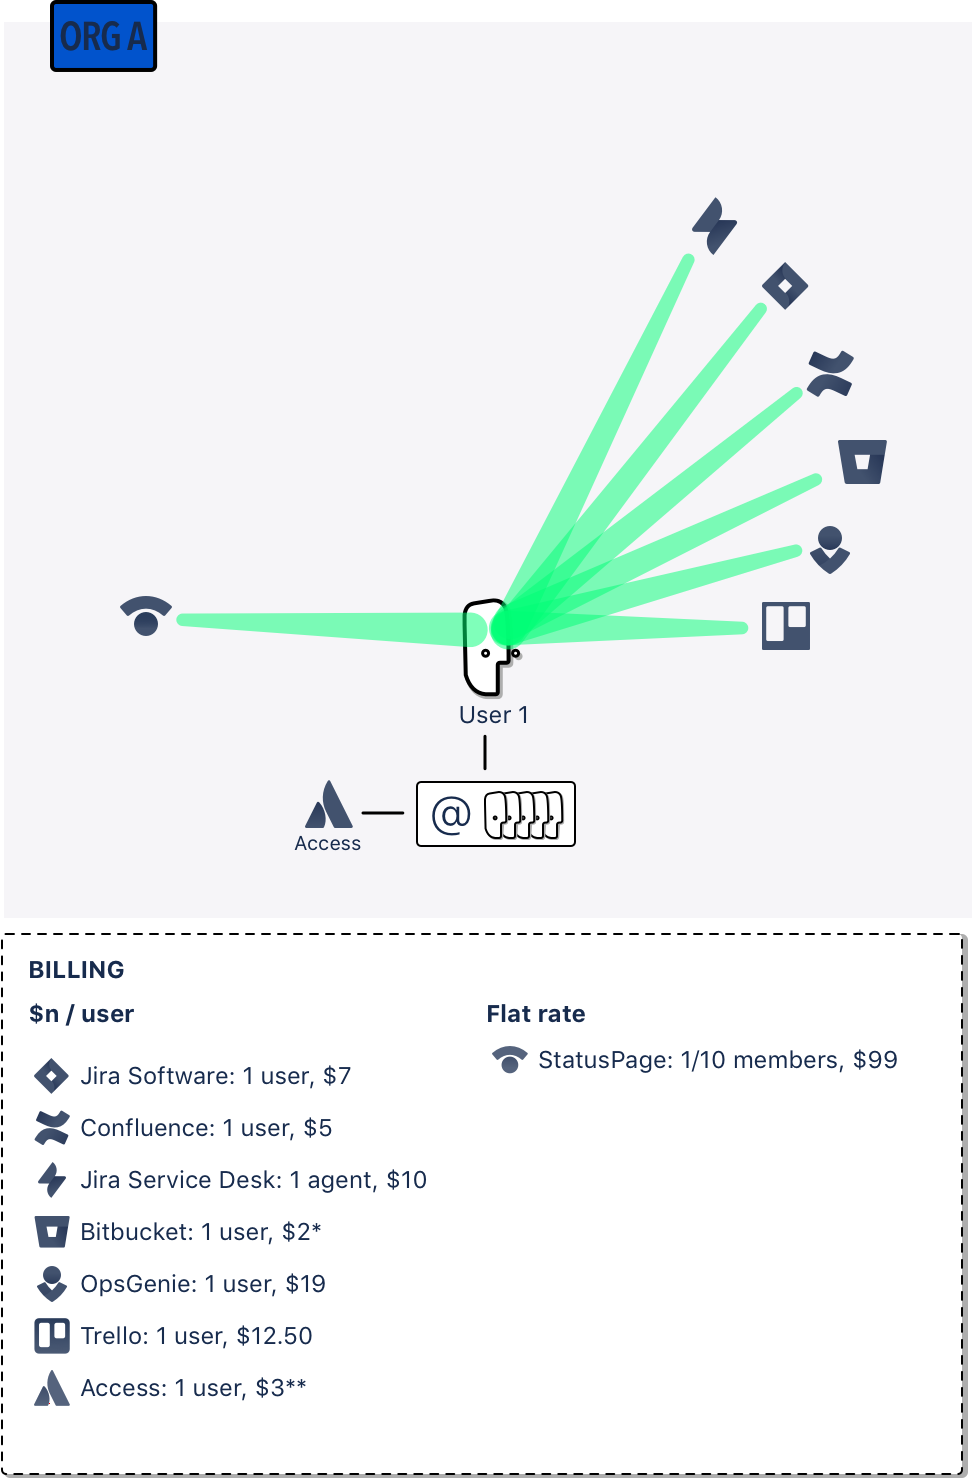 ORG A
User 1
@
Access
BILLING
$n / user
Jira Software: 1 user, $7
Confluence: 1 user, $5
Jira Service Desk: 1 agent, $10
Bitbucket: 1 user, $2*
OpsGenie: 1 user, $19
Trello: 1 user, $12.50
Access: 1 user, $3**
Flat rate
StatusPage: 1/10 members, $99